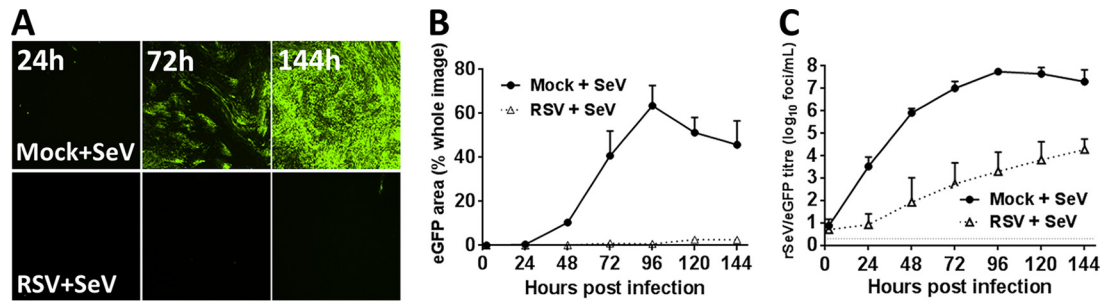 A
24h
72h
144h
Mock+SeV
RSV+SeV
B
eGFP area (% whole image)
80
60
40
20
0
Mock + SeV
RSV + SeV
0 24 48 72 96 120 144
Hours post infection
C
rSeV/eGFP titre (log10 foci/mL)
8
7
6
5
4
3
2
1
0
Mock + SeV
RSV + SeV
0 24 48 72 96 120 144
Hours post infection